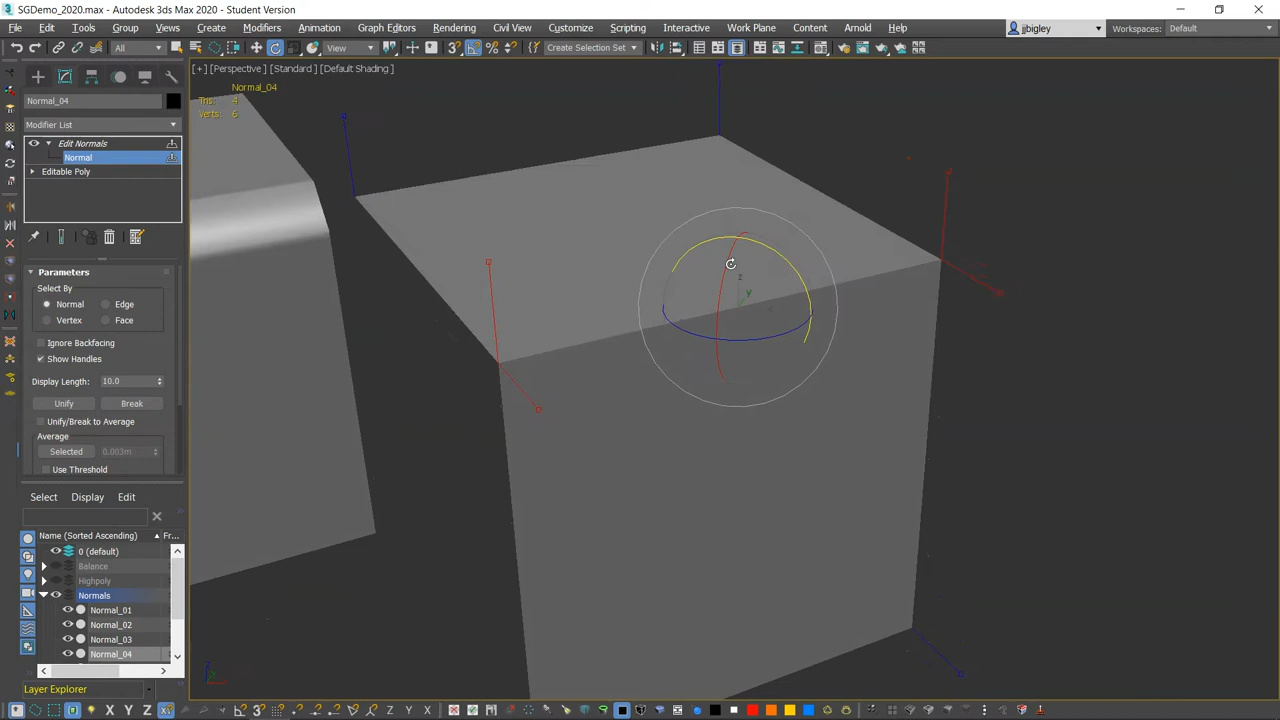 SGDemo_2020.max - Autodesk 3ds Max 2020 - Student Version
File Edit Tools Group Views Create Modifiers Animation Graph Editors Rendering Civil View Customize Scripting Interactive Work Plane Content Arnold Help jjbigley Workspaces: Default
All View Create Selection Set
[+] [Perspective ] [Standard ] [Default Shading ]
Normal_04
Tris: 4
Verts: 6
Normal_04
Modifier List
Edit Normals
Normal
Editable Poly
Parameters
Select By
Normal Edge
Vertex Face
Ignore Backfacing
Show Handles
Display Length: 10.0
Unify Break
Unify/Break to Average
Average
Selected 0.003m
Use Threshold
Select Display Edit
Name (Sorted Ascending) Fr...
0 (default)
Balance
Highpoly
Normals
Normal_01
Normal_02
Normal_03
Normal_04
Layer Explorer
z
y
X Y Z